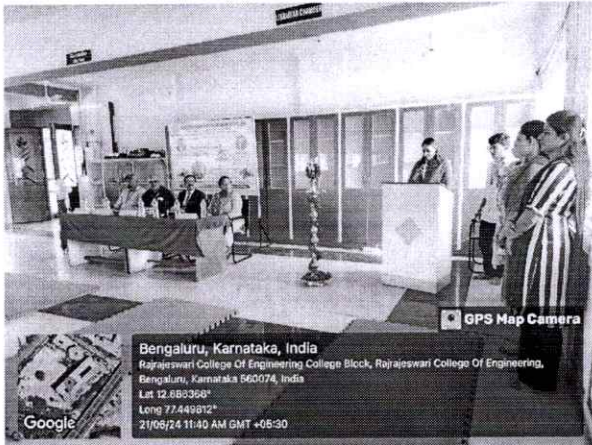 GPS Map Camera
Bengaluru, Karnataka, India
Rajrajeswari College Of Engineering College Block, Rajrajeswari College Of Engineering,
Bengaluru, Karnataka 560074, India
Lat 12.886368°
Long 77.449812°
21/06/24 11:40 AM GMT +05:30
Google